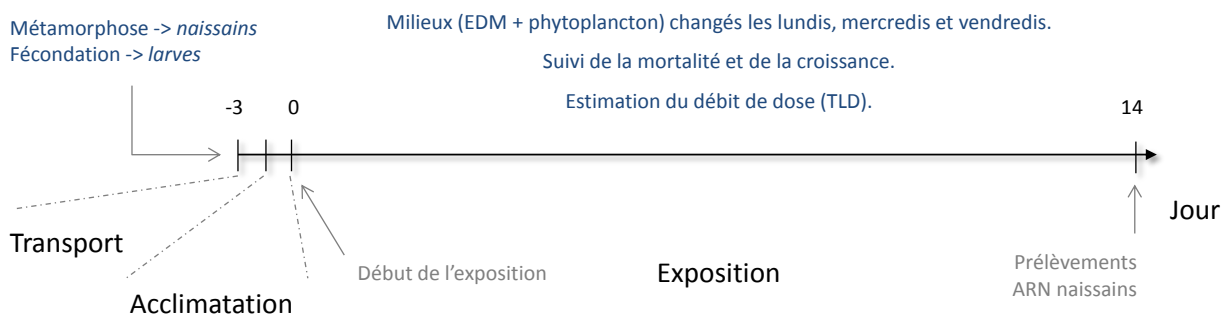 Métamorphose -> naissains
Fécondation -> larves
Milieux (EDM + phytoplancton) changés les lundis, mercredis et vendredis.
Suivi de la mortalité et de la croissance.
Estimation du débit de dose (TLD).
-3
0
14
Jour
Transport
Acclimatation
Début de l'exposition
Exposition
Prélèvements
ARN naissains